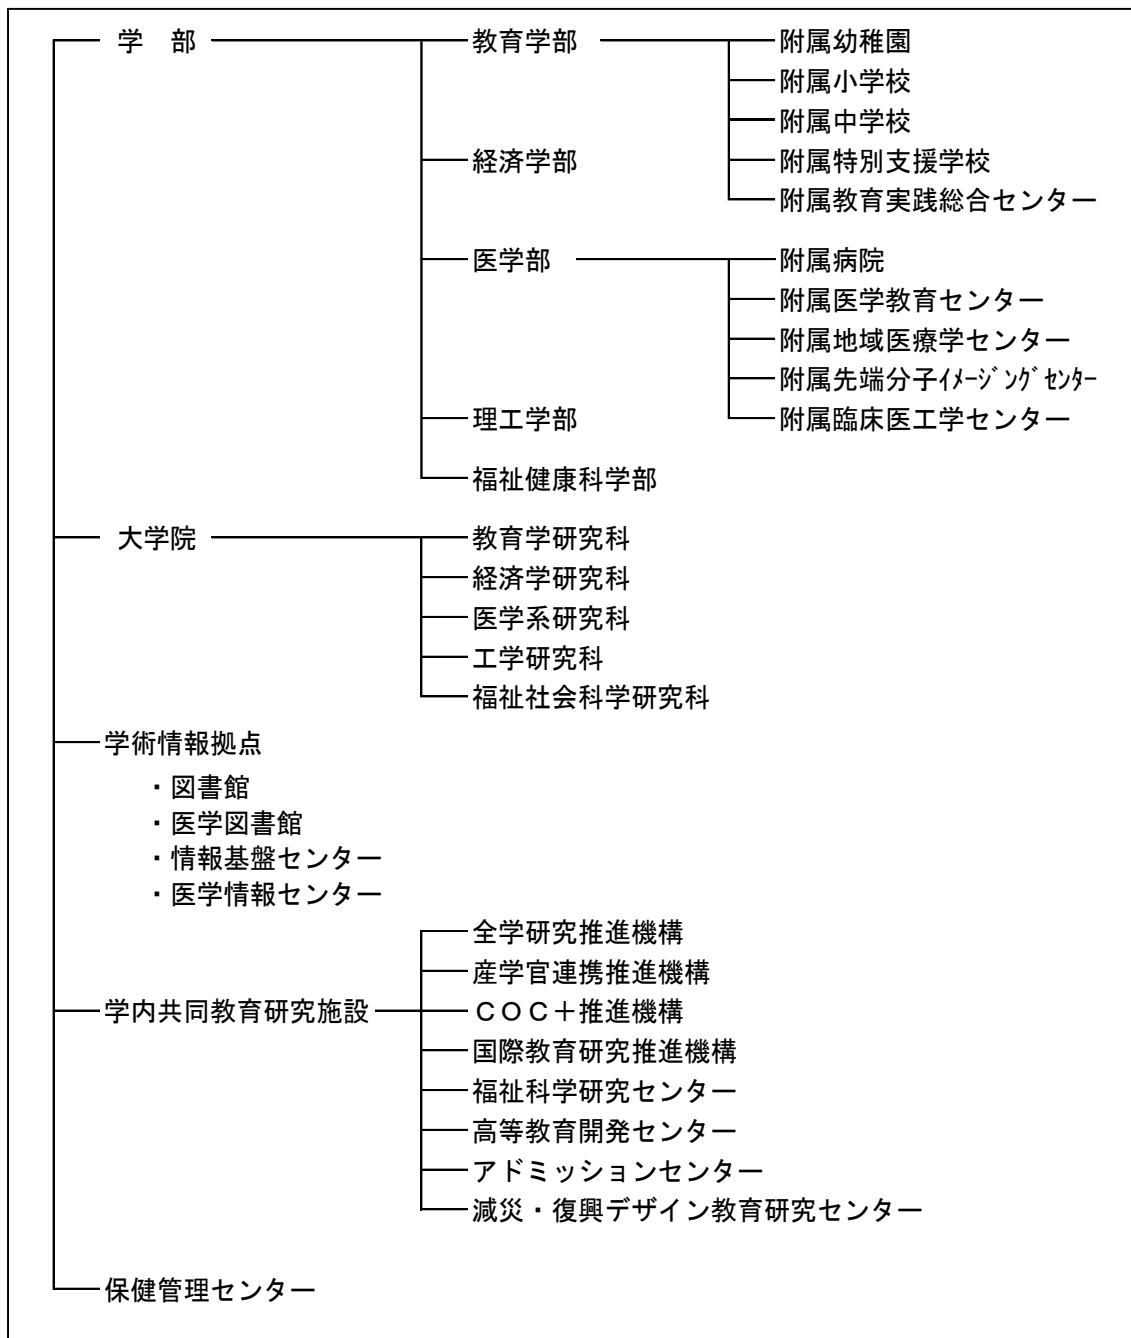 学　部　教育学部　附属幼稚園
附属小学校
附属中学校
経済学部　附属特別支援学校
附属教育実践総合センター
医学部　附属病院
附属医学教育センター
附属地域医療学センター
附属先端分子ｲﾒｰｼﾞﾝｸﾞｾﾝﾀｰ
理工学部　附属臨床医工学センター
福祉健康科学部
大学院　教育学研究科
経済学研究科
医学系研究科
工学研究科
福祉社会科学研究科
学術情報拠点
・図書館
・医学図書館
・情報基盤センター
・医学情報センター
全学研究推進機構
産学官連携推進機構
学内共同教育研究施設　ＣＯＣ＋推進機構
国際教育研究推進機構
福祉科学研究センター
高等教育開発センター
アドミッションセンター
減災・復興デザイン教育研究センター
保健管理センター